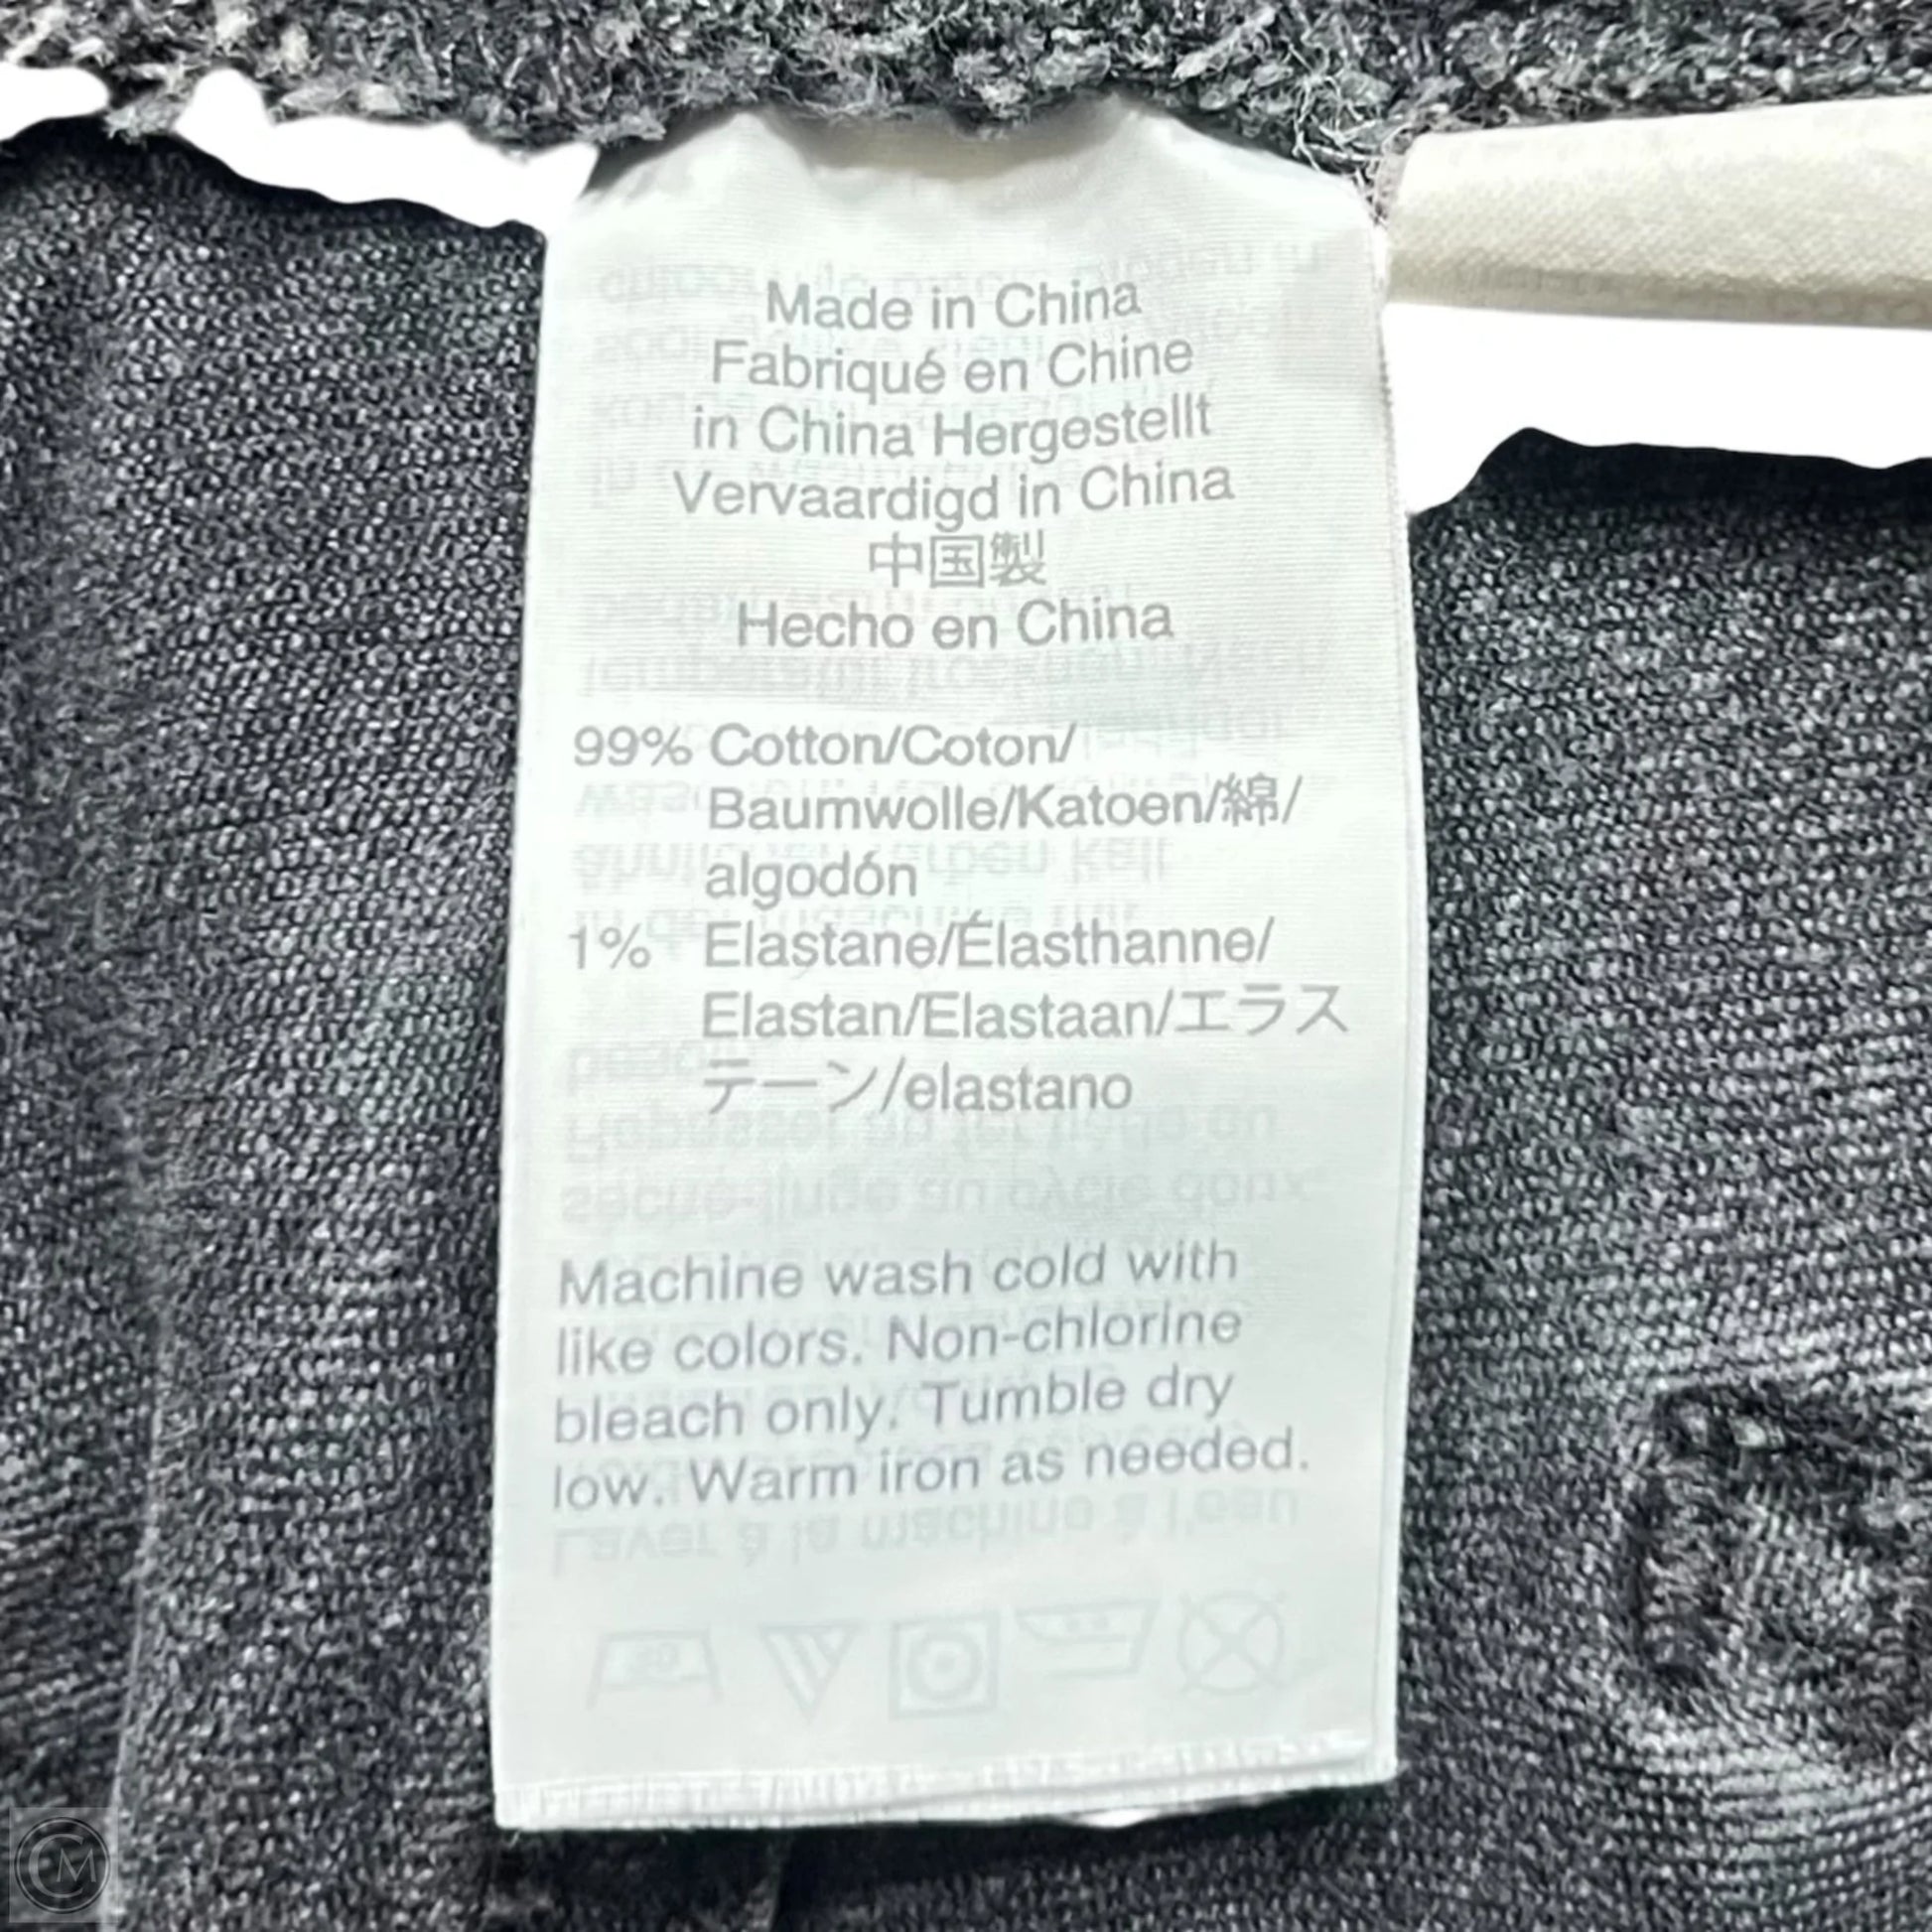 Made in China
Fabriqué en Chine
in China Hergestellt
Vervaardigd in China
中国製
Hecho en China
99% Cotton/Coton/
Baumwolle/Katoen/綿/
algodón
1% Elastane/Élasthanne/
Elastan/Elastaan/エラス
テーン/elastano
Machine wash cold with
like colors. Non-chlorine
bleach only. Tumble dry
low. Warm iron as needed.